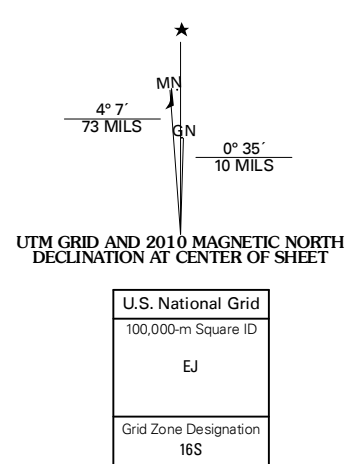 ★
MN
4° 7´
73 MILS
GN
0° 35´
10 MILS
UTM GRID AND 2010 MAGNETIC NORTH
DECLINATION AT CENTER OF SHEET
U.S. National Grid
100,000-m Square ID
EJ
Grid Zone Designation
16S